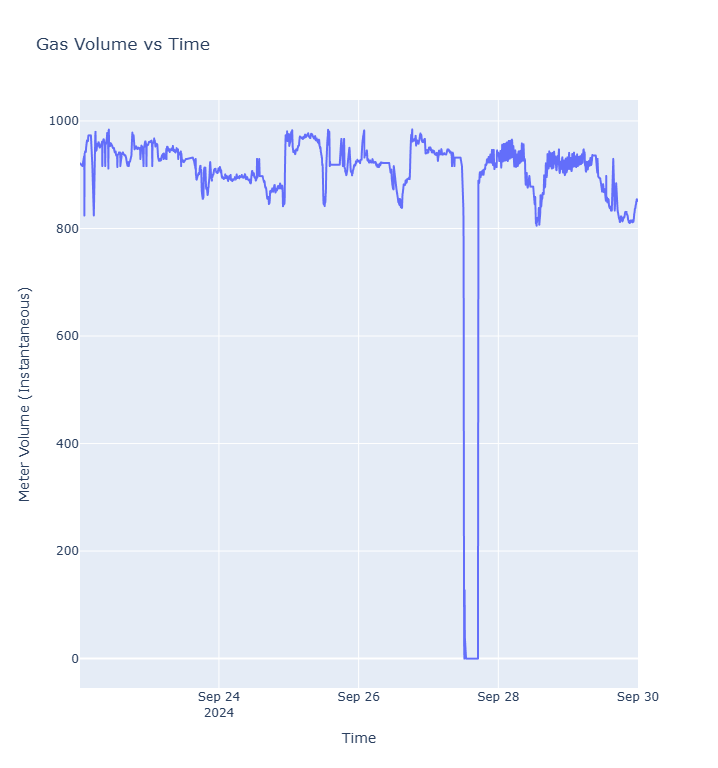 Gas Volume vs Time
1000
800
600
400
200
0
Meter Volume (Instantaneous)
Sep 24
2024
Sep 26
Sep 28
Sep 30
Time